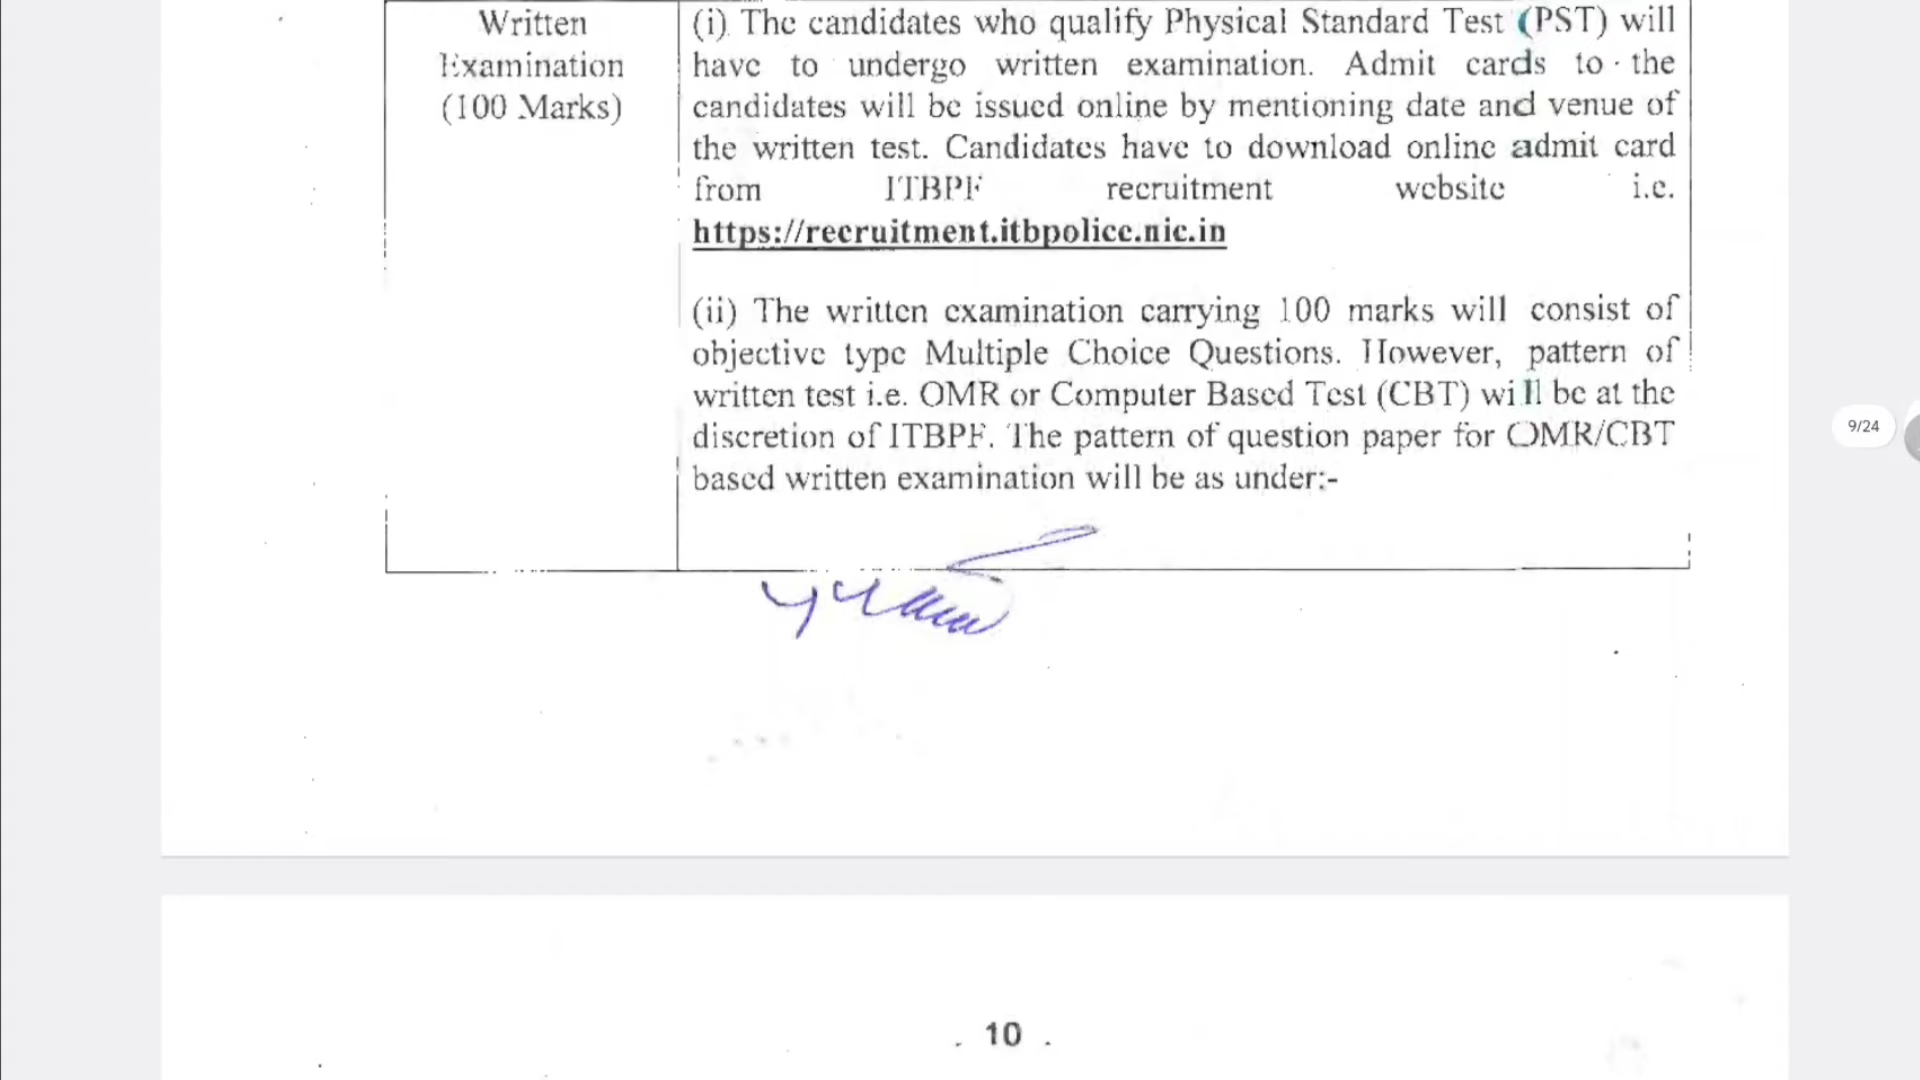 Written
Examination
(100 Marks)
(i) The candidates who qualify Physical Standard Test (PST) will
have to undergo written examination. Admit cards to the
candidates will be issued online by mentioning date and venue of
the written test. Candidates have to download online admit card
from ITBPF recruitment website i.e.
https://recruitment.itbpolice.nic.in
(ii) The written examination carrying 100 marks will consist of
objective type Multiple Choice Questions. However, pattern of
written test i.e. OMR or Computer Based Test (CBT) will be at the
discretion of ITBPF. The pattern of question paper for OMR/CBT
based written examination will be as under:-
9/24
10